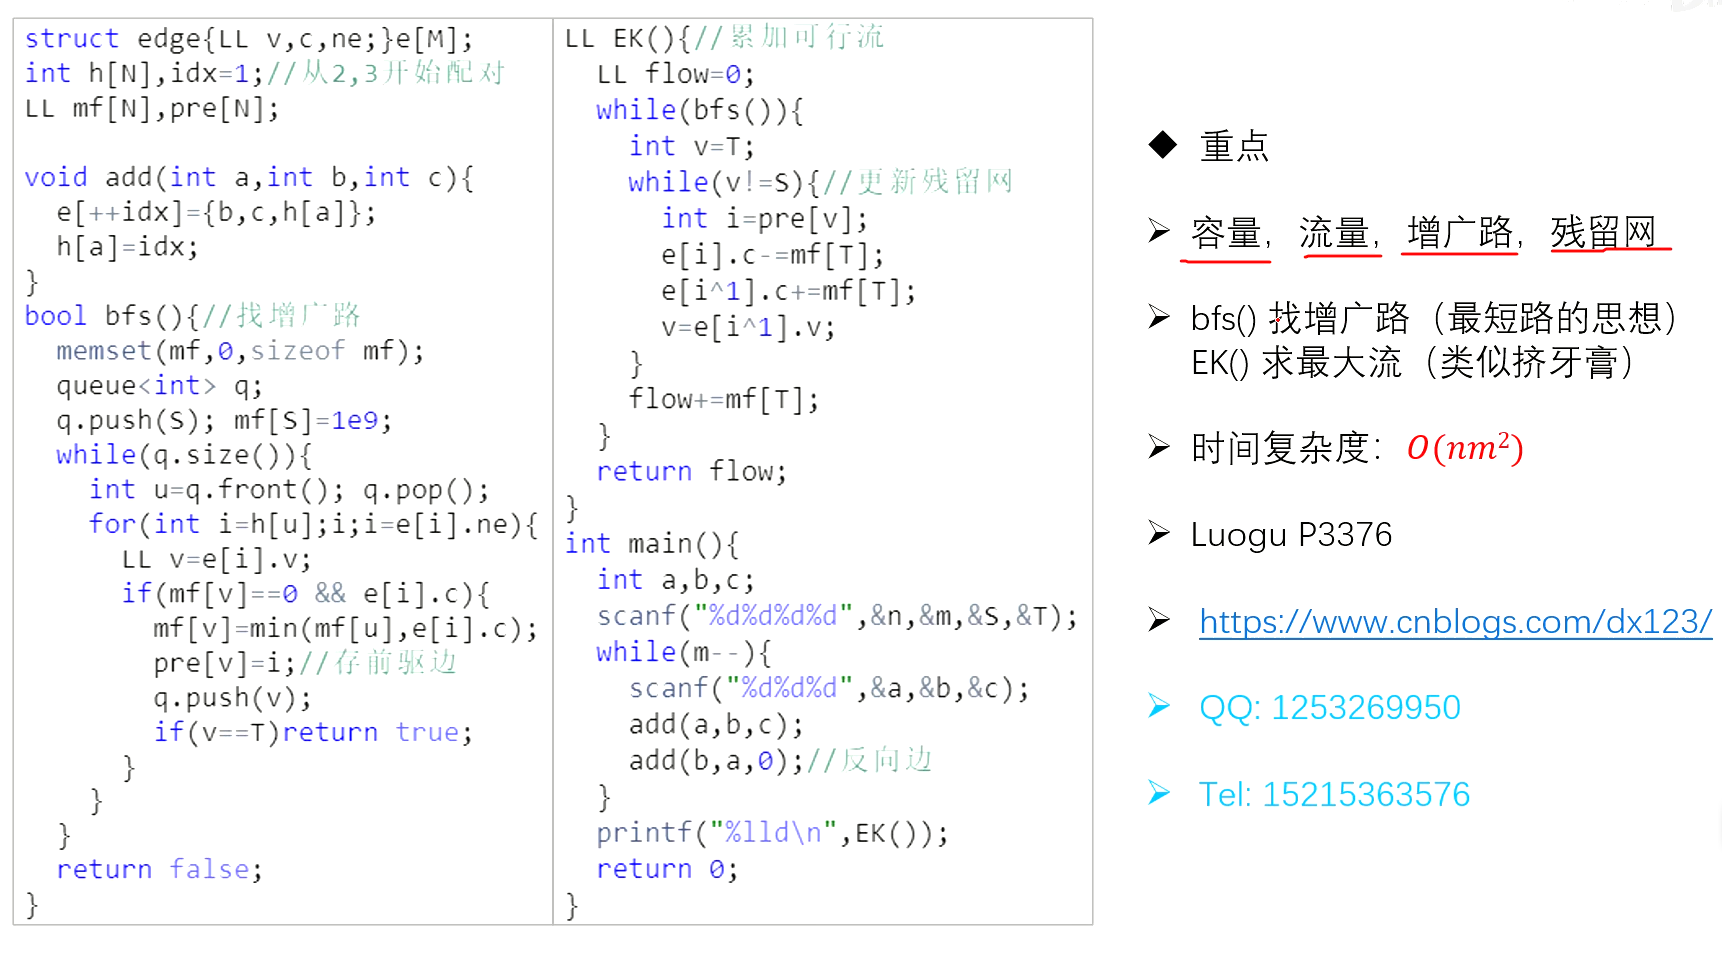 struct edge{LL v,c,ne;}e[M];
int h[N],idx=1;//从2,3开始配对
LL mf[N],pre[N];
void add(int a,int b,int c){
e[++idx]={b,c,h[a]};
h[a]=idx;
}
bool bfs(){//找增广路
memset(mf,0,sizeof mf);
queue<int> q;
q.push(S); mf[S]=1e9;
while(q.size()){
int u=q.front(); q.pop();
for(int i=h[u];i;i=e[i].ne){
LL v=e[i].v;
if(mf[v]==0 && e[i].c){
mf[v]=min(mf[u],e[i].c);
pre[v]=i;//存前驱边
q.push(v);
if(v==T)return true;
}
}
}
return false;
}
LL EK(){//累加可行流
LL flow=0;
while(bfs()){
int v=T;
while(v!=S){//更新残留网
int i=pre[v];
e[i].c-=mf[T];
e[i^1].c+=mf[T];
v=e[i^1].v;
}
flow+=mf[T];
}
return flow;
}
int main(){
int a,b,c;
scanf("%d%d%d%d",&n,&m,&S,&T);
while(m--){
scanf("%d%d%d",&a,&b,&c);
add(a,b,c);
add(b,a,0);//反向边
}
printf("%lld\n",EK());
return 0;
}
◆ 重点
➢ 容量，流量，增广路，残留网
➢ bfs() 找增广路（最短路的思想）
EK() 求最大流（类似挤牙膏）
➢ 时间复杂度：O(nm²)
➢ Luogu P3376
➢ https://www.cnblogs.com/dx123/
➢ QQ: 1253269950
➢ Tel: 15215363576